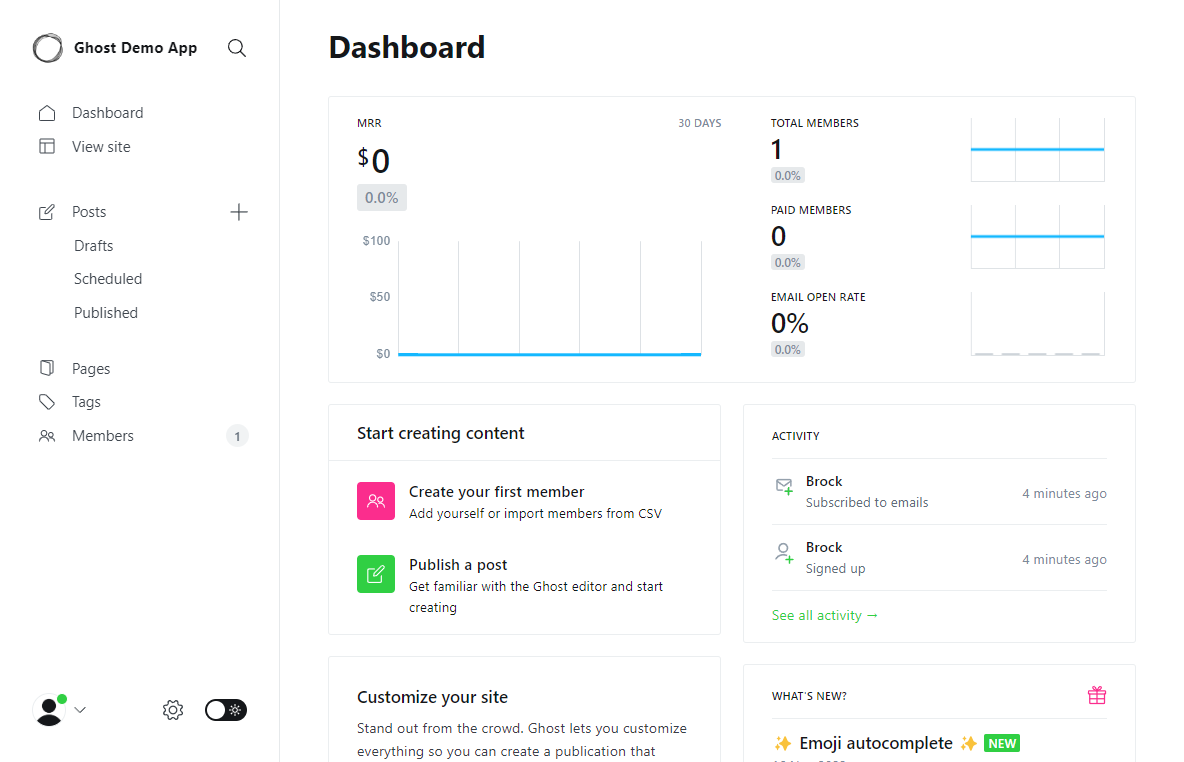 Ghost Demo App
Dashboard
View site
Posts
Drafts
Scheduled
Published
Pages
Tags
Members
1
Dashboard
MRR
30 DAYS
$0
0.0%
$100
$50
$0
TOTAL MEMBERS
1
0.0%
PAID MEMBERS
0
0.0%
EMAIL OPEN RATE
0%
0.0%
Start creating content
Create your first member
Add yourself or import members from CSV
Publish a post
Get familiar with the Ghost editor and start
creating
ACTIVITY
Brock
Subscribed to emails
4 minutes ago
Brock
Signed up
4 minutes ago
See all activity →
Customize your site
Stand out from the crowd. Ghost lets you customize
everything so you can create a publication that
WHAT'S NEW?
✨ Emoji autocomplete ✨ NEW